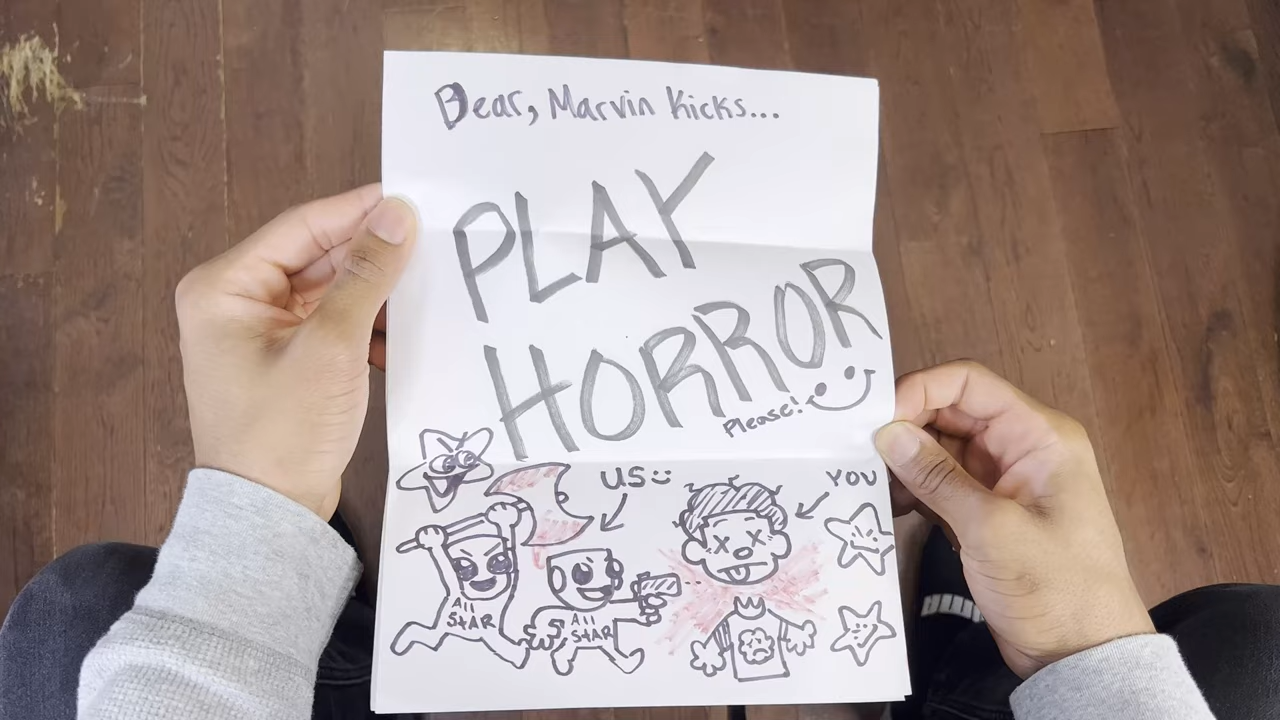 Dear, Marvin Kicks...
PLAY
HORROR
Please!
US
YOU
All
StAR
All
StAR